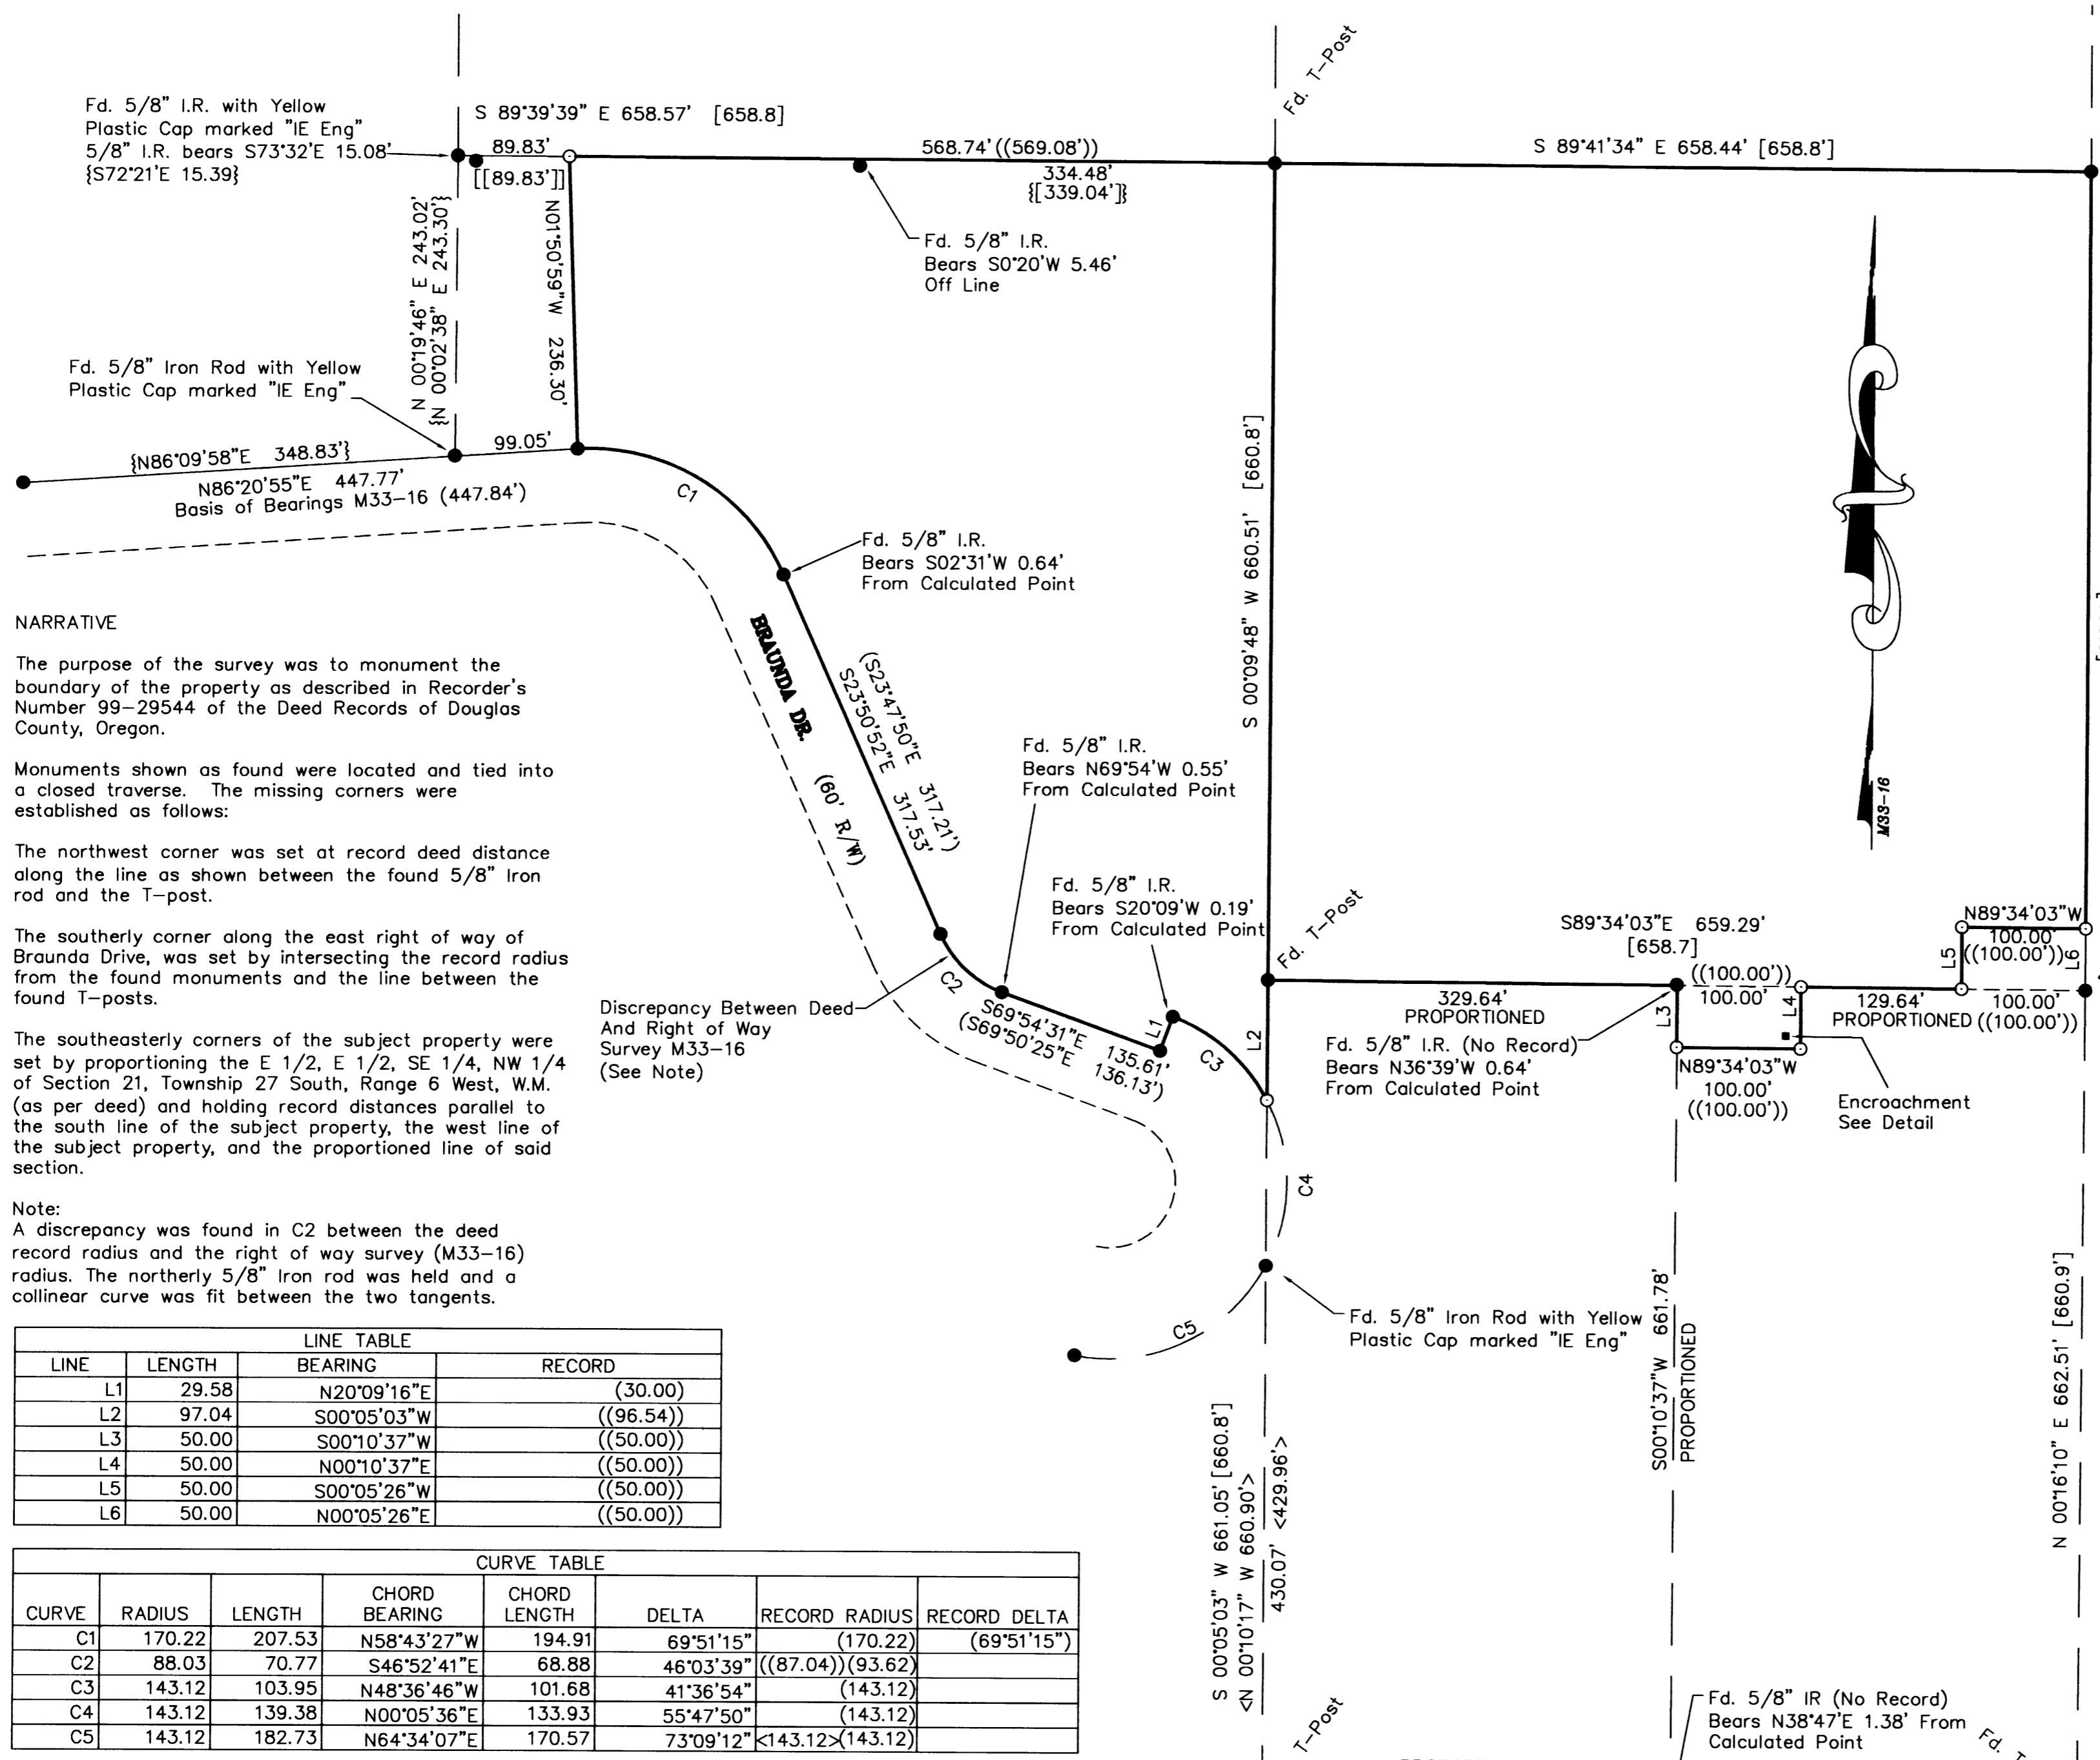 Fd. 5/8" I.R. with Yellow
Plastic Cap marked "IE Eng"
5/8" I.R. bears S73°32'E 15.08'
{S72°21'E 15.39}
S 89°39'39" E 658.57' [658.8]
89.83'
[[89.83']]
568.74'((569.08'))
334.48'
{[339.04']}
Fd. T-Post
S 89°41'34" E 658.44' [658.8']
Fd. 5/8" I.R.
Bears S0°20'W 5.46'
Off Line
N 00°19'46" E 243.02'
{N 00°02'38" E 243.30'}
N01°50'59"W 236.30'
Fd. 5/8" Iron Rod with Yellow
Plastic Cap marked "IE Eng"
{N86°09'58"E 348.83'}
99.05'
N86°20'55"E 447.77'
Basis of Bearings M33-16 (447.84')
C1
Fd. 5/8" I.R.
Bears S02°31'W 0.64'
From Calculated Point
S 00°09'48" W 660.51' [660.8']
BRAUNDA DR.
(60' R/W)
(S23°47'50"E 317.21')
S23°50'52"E 317.53'
M33-16
NARRATIVE
The purpose of the survey was to monument the
boundary of the property as described in Recorder's
Number 99-29544 of the Deed Records of Douglas
County, Oregon.
Monuments shown as found were located and tied into
a closed traverse. The missing corners were
established as follows:
The northwest corner was set at record deed distance
along the line as shown between the found 5/8" Iron
rod and the T-post.
The southerly corner along the east right of way of
Braunda Drive, was set by intersecting the record radius
from the found monuments and the line between the
found T-posts.
The southeasterly corners of the subject property were
set by proportioning the E 1/2, E 1/2, SE 1/4, NW 1/4
of Section 21, Township 27 South, Range 6 West, W.M.
(as per deed) and holding record distances parallel to
the south line of the subject property, the west line of
the subject property, and the proportioned line of said
section.
Note:
A discrepancy was found in C2 between the deed
record radius and the right of way survey (M33-16)
radius. The northerly 5/8" Iron rod was held and a
collinear curve was fit between the two tangents.
Fd. 5/8" I.R.
Bears N69°54'W 0.55'
From Calculated Point
Fd. 5/8" I.R.
Bears S20°09'W 0.19'
From Calculated Point
Fd. T-Post
Discrepancy Between Deed
And Right of Way
Survey M33-16
(See Note)
C2
S69°54'31"E 135.61'
(S69°50'25"E 136.13')
L1
C3
L2
S89°34'03"E 659.29'
[658.7]
329.64'
PROPORTIONED
Fd. 5/8" I.R. (No Record)
Bears N36°39'W 0.64'
From Calculated Point
((100.00'))
100.00'
L3
L4
N89°34'03"W
100.00'
((100.00'))
129.64'
PROPORTIONED
N89°34'03"W
100.00'
((100.00'))
L5
L6
100.00'
((100.00'))
Encroachment
See Detail
C4
C5
Fd. 5/8" Iron Rod with Yellow
Plastic Cap marked "IE Eng"
S 00°05'03" W 661.05' [660.8']
<N 00°10'17" W 660.90'>
430.07' <429.96'>
S00°10'37"W 661.78'
PROPORTIONED
N 00°16'10" E 662.51' [660.9']
T-Post
Fd. 5/8" IR (No Record)
Bears N38°47'E 1.38' From
Calculated Point
Fd.
LINE TABLE
LINE LENGTH BEARING RECORD
L1 29.58 N20°09'16"E (30.00)
L2 97.04 S00°05'03"W ((96.54))
L3 50.00 S00°10'37"W ((50.00))
L4 50.00 N00°10'37"E ((50.00))
L5 50.00 S00°05'26"W ((50.00))
L6 50.00 N00°05'26"E ((50.00))
CURVE TABLE
CURVE RADIUS LENGTH CHORD BEARING CHORD LENGTH DELTA RECORD RADIUS RECORD DELTA
C1 170.22 207.53 N58°43'27"W 194.91 69°51'15" (170.22) (69°51'15")
C2 88.03 70.77 S46°52'41"E 68.88 46°03'39" ((87.04))(93.62)
C3 143.12 103.95 N48°36'46"W 101.68 41°36'54" (143.12)
C4 143.12 139.38 N00°05'36"E 133.93 55°47'50" (143.12)
C5 143.12 182.73 N64°34'07"E 170.57 73°09'12" <143.12>(143.12)